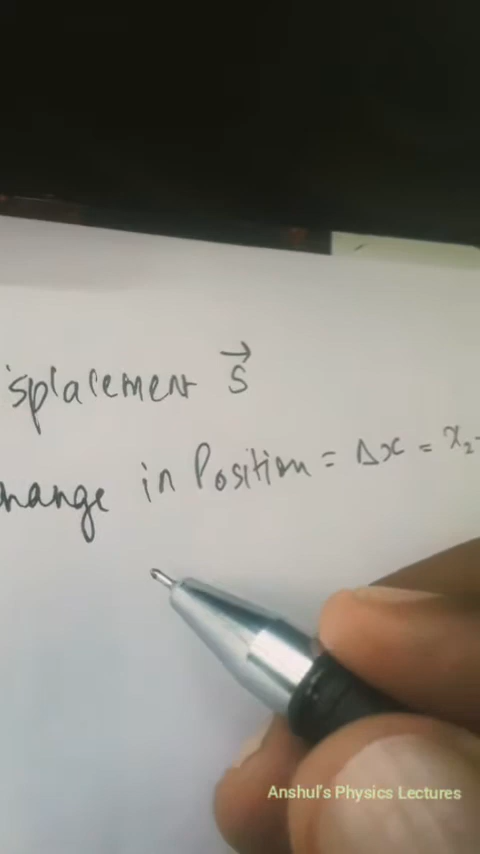 isplacement s⃗
hange in Position = Δx = x₂-
Anshul's Physics Lectures